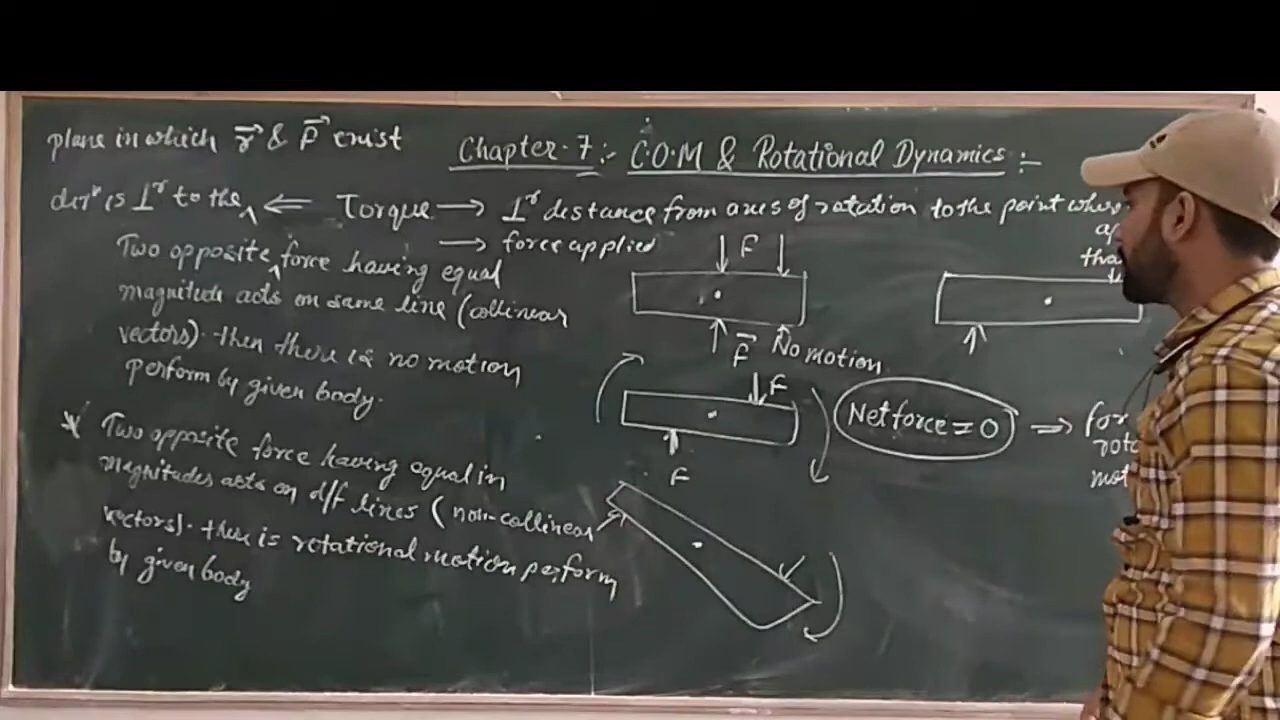 plane in which r⃗ & P⃗ exist
Chapter-7:- C.O.M & Rotational Dynamics:-
dirⁿ is ⊥ʳ to the ⇐ Torque → ⊥ʳ distance from axis of rotation to the point
→ force applied
Two opposite force having equal
magnitude acts on same line (collinear
vectors). then there is no motion
perform by given body.
F
F⃗
No motion
* Two opposite force having equal in
magnitudes acts on diff lines (non-collinear
vectors). there is rotational motion perform
by given body
F
F
Net force = 0 ⇒ for